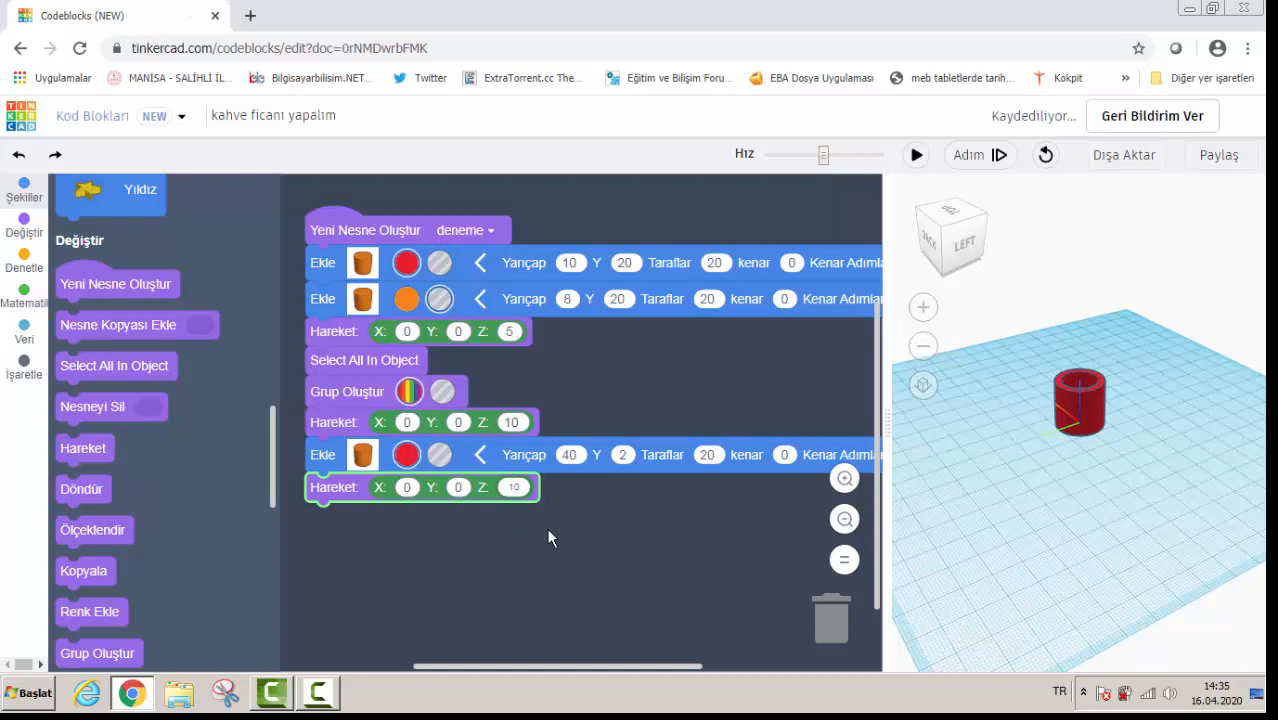 Codeblocks (NEW)
tinkercad.com/codeblocks/edit?doc=0rNMDwrbFMK
Uygulamalar
MANİSA - SALİHLİ İL...
Bilgisayarbilisim.NET...
Twitter
ExtraTorrent.cc The...
Eğitim ve Bilişim Foru...
EBA Dosya Uygulaması
meb tabletlerde tarih...
Kokpit
»
Diğer yer işaretleri
TIN
KER
CAD
Kod Blokları NEW
kahve ficanı yapalım
Kaydediliyor...
Geri Bildirim Ver
Hız
Adım
Dışa Aktar
Paylaş
Şekiller
Değiştir
Denetle
Matematik
Veri
İşaretle
Yıldız
Değiştir
Yeni Nesne Oluştur
Nesne Kopyası Ekle
Select All In Object
Nesneyi Sil
Hareket
Döndür
Ölçeklendir
Kopyala
Renk Ekle
Grup Oluştur
Yeni Nesne Oluştur deneme
Ekle Yarıçap 10 Y 20 Taraflar 20 kenar 0 Kenar Adımla
Ekle Yarıçap 8 Y 20 Taraflar 20 kenar 0 Kenar Adımla
Hareket: X: 0 Y: 0 Z: 5
Select All In Object
Grup Oluştur
Hareket: X: 0 Y: 0 Z: 10
Ekle Yarıçap 40 Y 2 Taraflar 20 kenar 0 Kenar Adımla
Hareket: X: 0 Y: 0 Z: 10
BACK
LEFT
Başlat
TR
14:35
16.04.2020